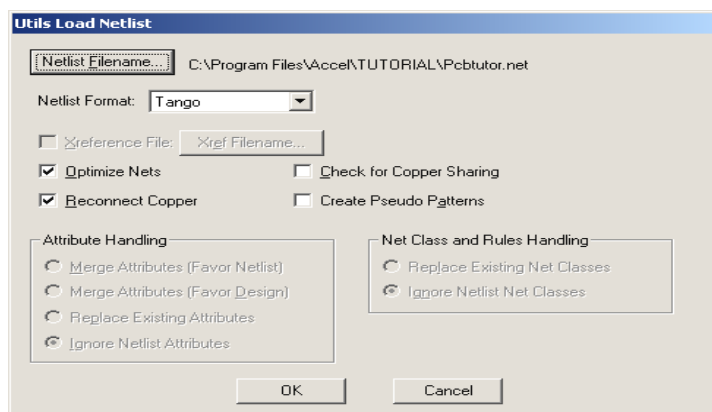 Utils Load Netlist
Netlist Filename... C:\Program Files\Accel\TUTORIAL\Pcbtutor.net
Netlist Format: Tango
Xreference File: Xref Filename...
Optimize Nets Check for Copper Sharing
Reconnect Copper Create Pseudo Patterns
Attribute Handling Net Class and Rules Handling
Merge Attributes (Favor Netlist) Replace Existing Net Classes
Merge Attributes (Favor Design) Ignore Netlist Net Classes
Replace Existing Attributes
Ignore Netlist Attributes
OK Cancel